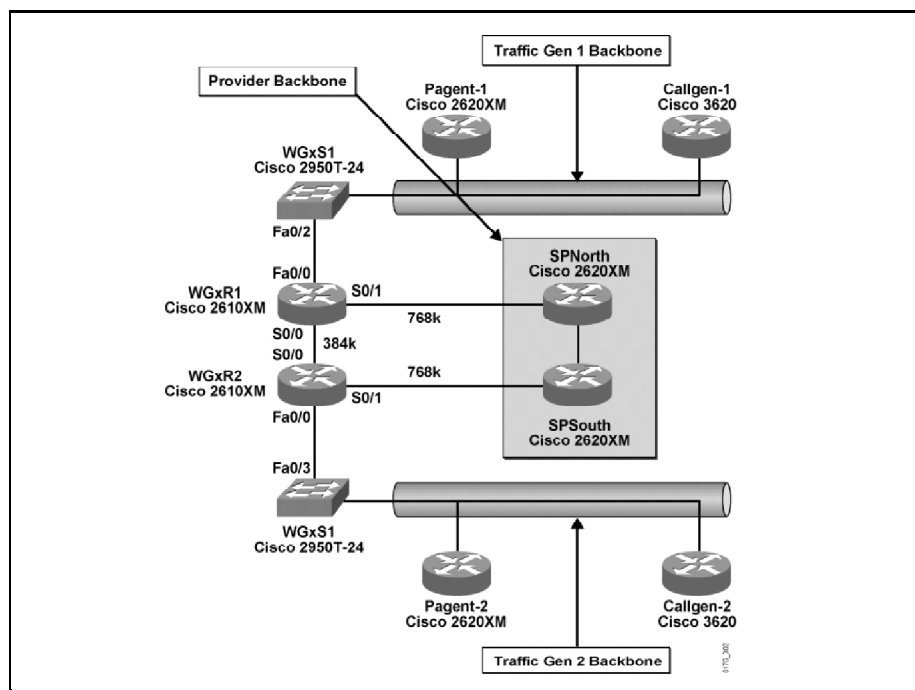 Traffic Gen 1 Backbone
Provider Backbone
Pagent-1
Cisco 2620XM
Callgen-1
Cisco 3620
WGxS1
Cisco 2950T-24
Fa0/2
SPNorth
Cisco 2620XM
Fa0/0
WGxR1
Cisco 2610XM
S0/1
768k
S0/0
384k
S0/0
WGxR2
Cisco 2610XM
768k
S0/1
Fa0/0
SPSouth
Cisco 2620XM
Fa0/3
WGxS1
Cisco 2950T-24
Pagent-2
Cisco 2620XM
Callgen-2
Cisco 3620
Traffic Gen 2 Backbone